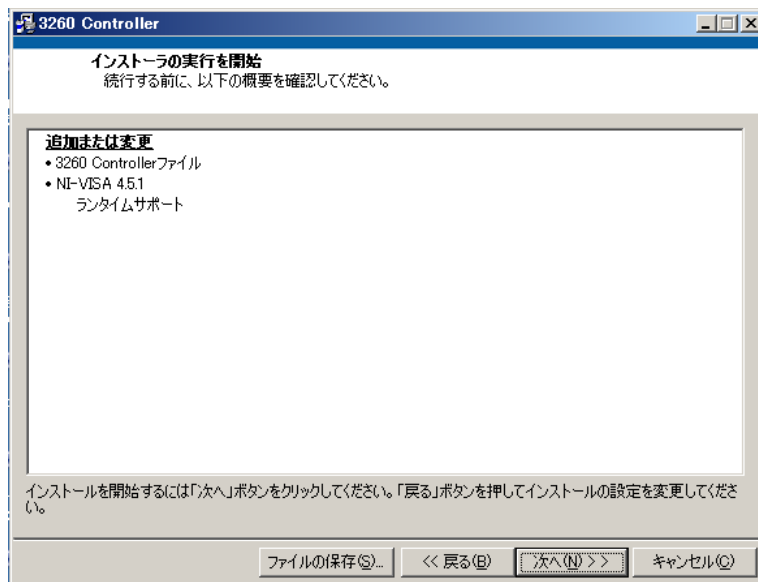 3260 Controller
インストーラの実行を開始
続行する前に、以下の概要を確認してください。
追加または変更
• 3260 Controllerファイル
• NI-VISA 4.5.1
ランタイムサポート
インストールを開始するには「次へ」ボタンをクリックしてください。「戻る」ボタンを押してインストールの設定を変更してくださ
い。
ファイルの保存(S)... << 戻る(B) 次へ(N) >> キャンセル(C)